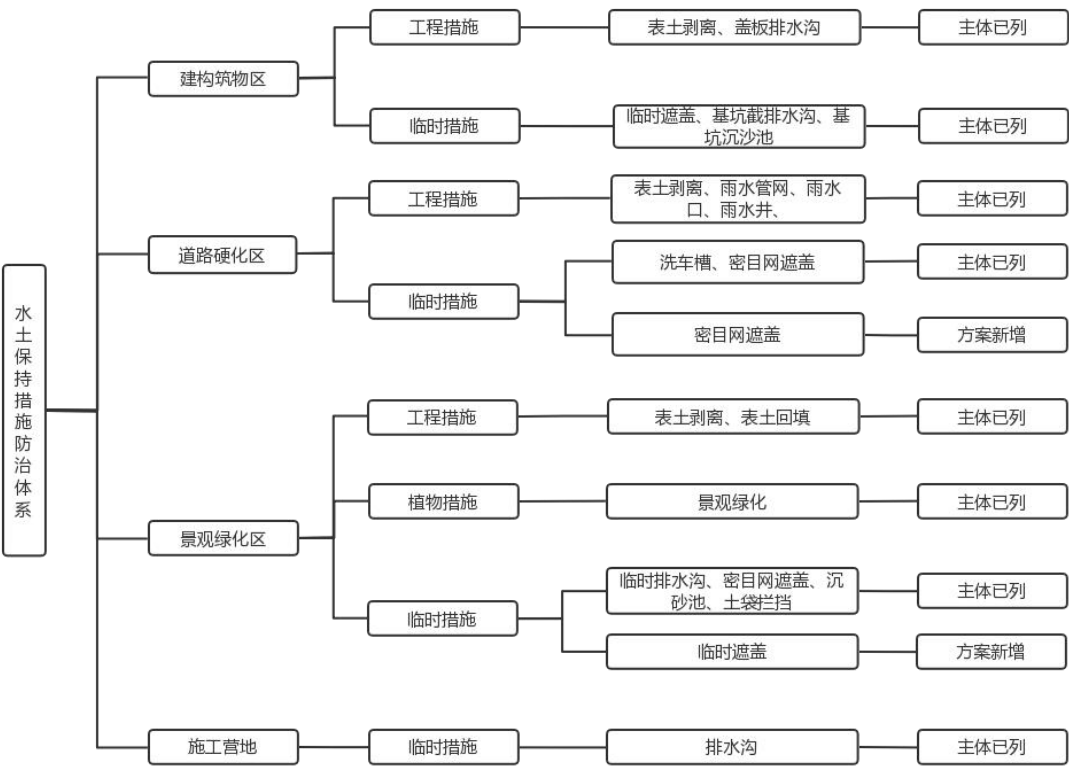 水土保持措施防治体系
建构筑物区
工程措施
表土剥离、盖板排水沟
主体已列
临时措施
临时遮盖、基坑截排水沟、基
坑沉沙池
主体已列
道路硬化区
工程措施
表土剥离、雨水管网、雨水
口、雨水井、
主体已列
临时措施
洗车槽、密目网遮盖
主体已列
密目网遮盖
方案新增
景观绿化区
工程措施
表土剥离、表土回填
主体已列
植物措施
景观绿化
主体已列
临时措施
临时排水沟、密目网遮盖、沉
砂池、土袋拦挡
主体已列
临时遮盖
方案新增
施工营地
临时措施
排水沟
主体已列